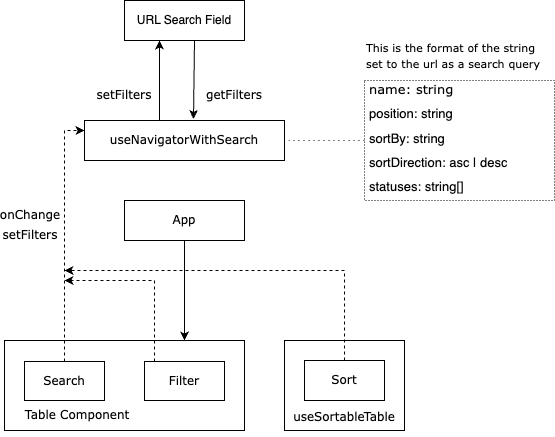 URL Search Field
This is the format of the string
set to the url as a search query
setFilters
getFilters
name: string
position: string
sortBy: string
sortDirection: asc | desc
statuses: string[]
useNavigatorWithSearch
onChange
setFilters
App
Search
Filter
Sort
Table Component
useSortableTable